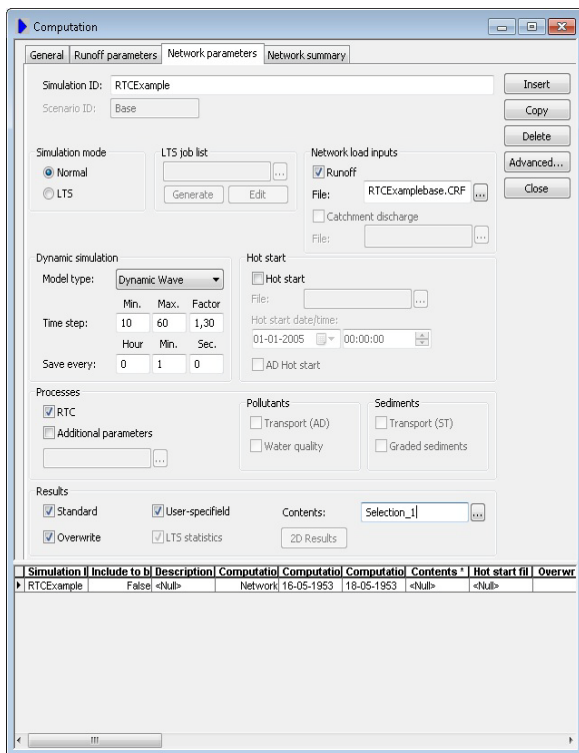 Computation
General Runoff parameters Network parameters Network summary
Simulation ID: RTCExample
Scenario ID: Base
Insert
Copy
Delete
Advanced...
Close
Simulation mode
Normal
LTS
LTS job list
...
Generate Edit
Network load inputs
Runoff
File: RTCExamplebase.CRF ...
Catchment discharge
File: ...
Dynamic simulation
Model type: Dynamic Wave
Min. Max. Factor
Time step: 10 60 1,30
Hour Min. Sec.
Save every: 0 1 0
Hot start
Hot start
File: ...
Hot start date/time:
01-01-2005 00:00:00
AD Hot start
Processes
RTC
Additional parameters
...
Pollutants
Transport (AD)
Water quality
Sediments
Transport (ST)
Graded sediments
Results
Standard User-specifield Contents: Selection_1 ...
Overwrite LTS statistics 2D Results
Simulation I Include to b Description Computatio Computatio Computatio Contents * Hot start fil Overwr
RTCExample False <Null> Network 16-05-1953 18-05-1953 <Null> <Null>